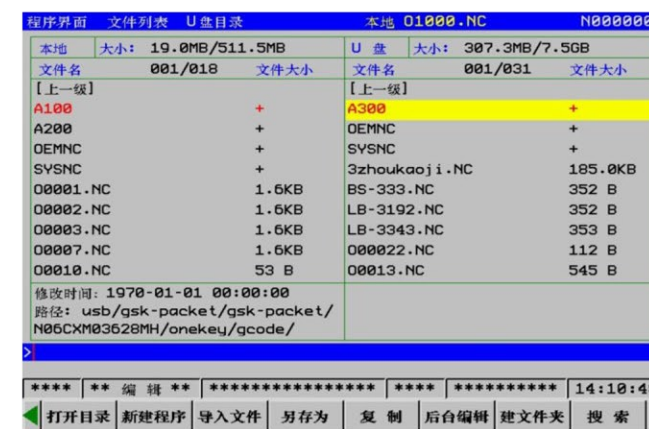 程序界面 文件列表 U盘目录 本地 O1000.NC N000000
本地 大小: 19.0MB/511.5MB
文件名 001/018 文件大小
[上一级]
A100 +
A200 +
OEMNC +
SYSNC +
O0001.NC 1.6KB
O0002.NC 1.6KB
O0003.NC 1.6KB
O0007.NC 1.6KB
O0010.NC 53 B
修改时间: 1970-01-01 00:00:00
路径: usb/gsk-packet/gsk-packet/
N06CXM03628MH/onekey/gcode/
U 盘 大小: 307.3MB/7.5GB
文件名 001/031 文件大小
[上一级]
A300 +
OEMNC +
SYSNC +
3zhoukaoji.NC 185.0KB
BS-333.NC 352 B
LB-3192.NC 352 B
LB-3343.NC 353 B
O00022.NC 112 B
O0013.NC 545 B
>
**** ** 编 辑 ** *************** **** ********** 14:10:4
打开目录 新建程序 导入文件 另存为 复 制 后台编辑 建文件夹 搜 索